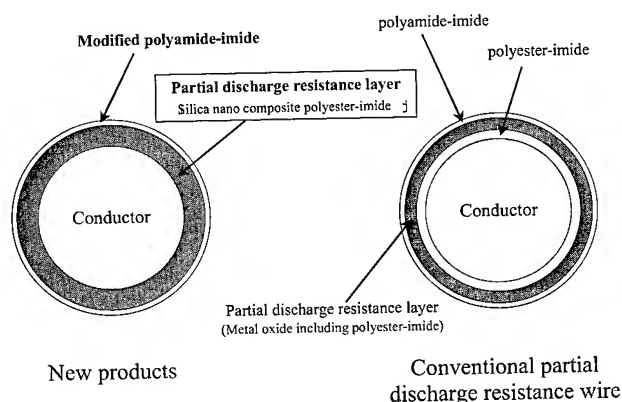 Modified polyamide-imide
Partial discharge resistance layer
Silica nano composite polyester-imide j
Conductor
New products
polyamide-imide
polyester-imide
Conductor
Partial discharge resistance layer
(Metal oxide including polyester-imide)
Conventional partial
discharge resistance wire